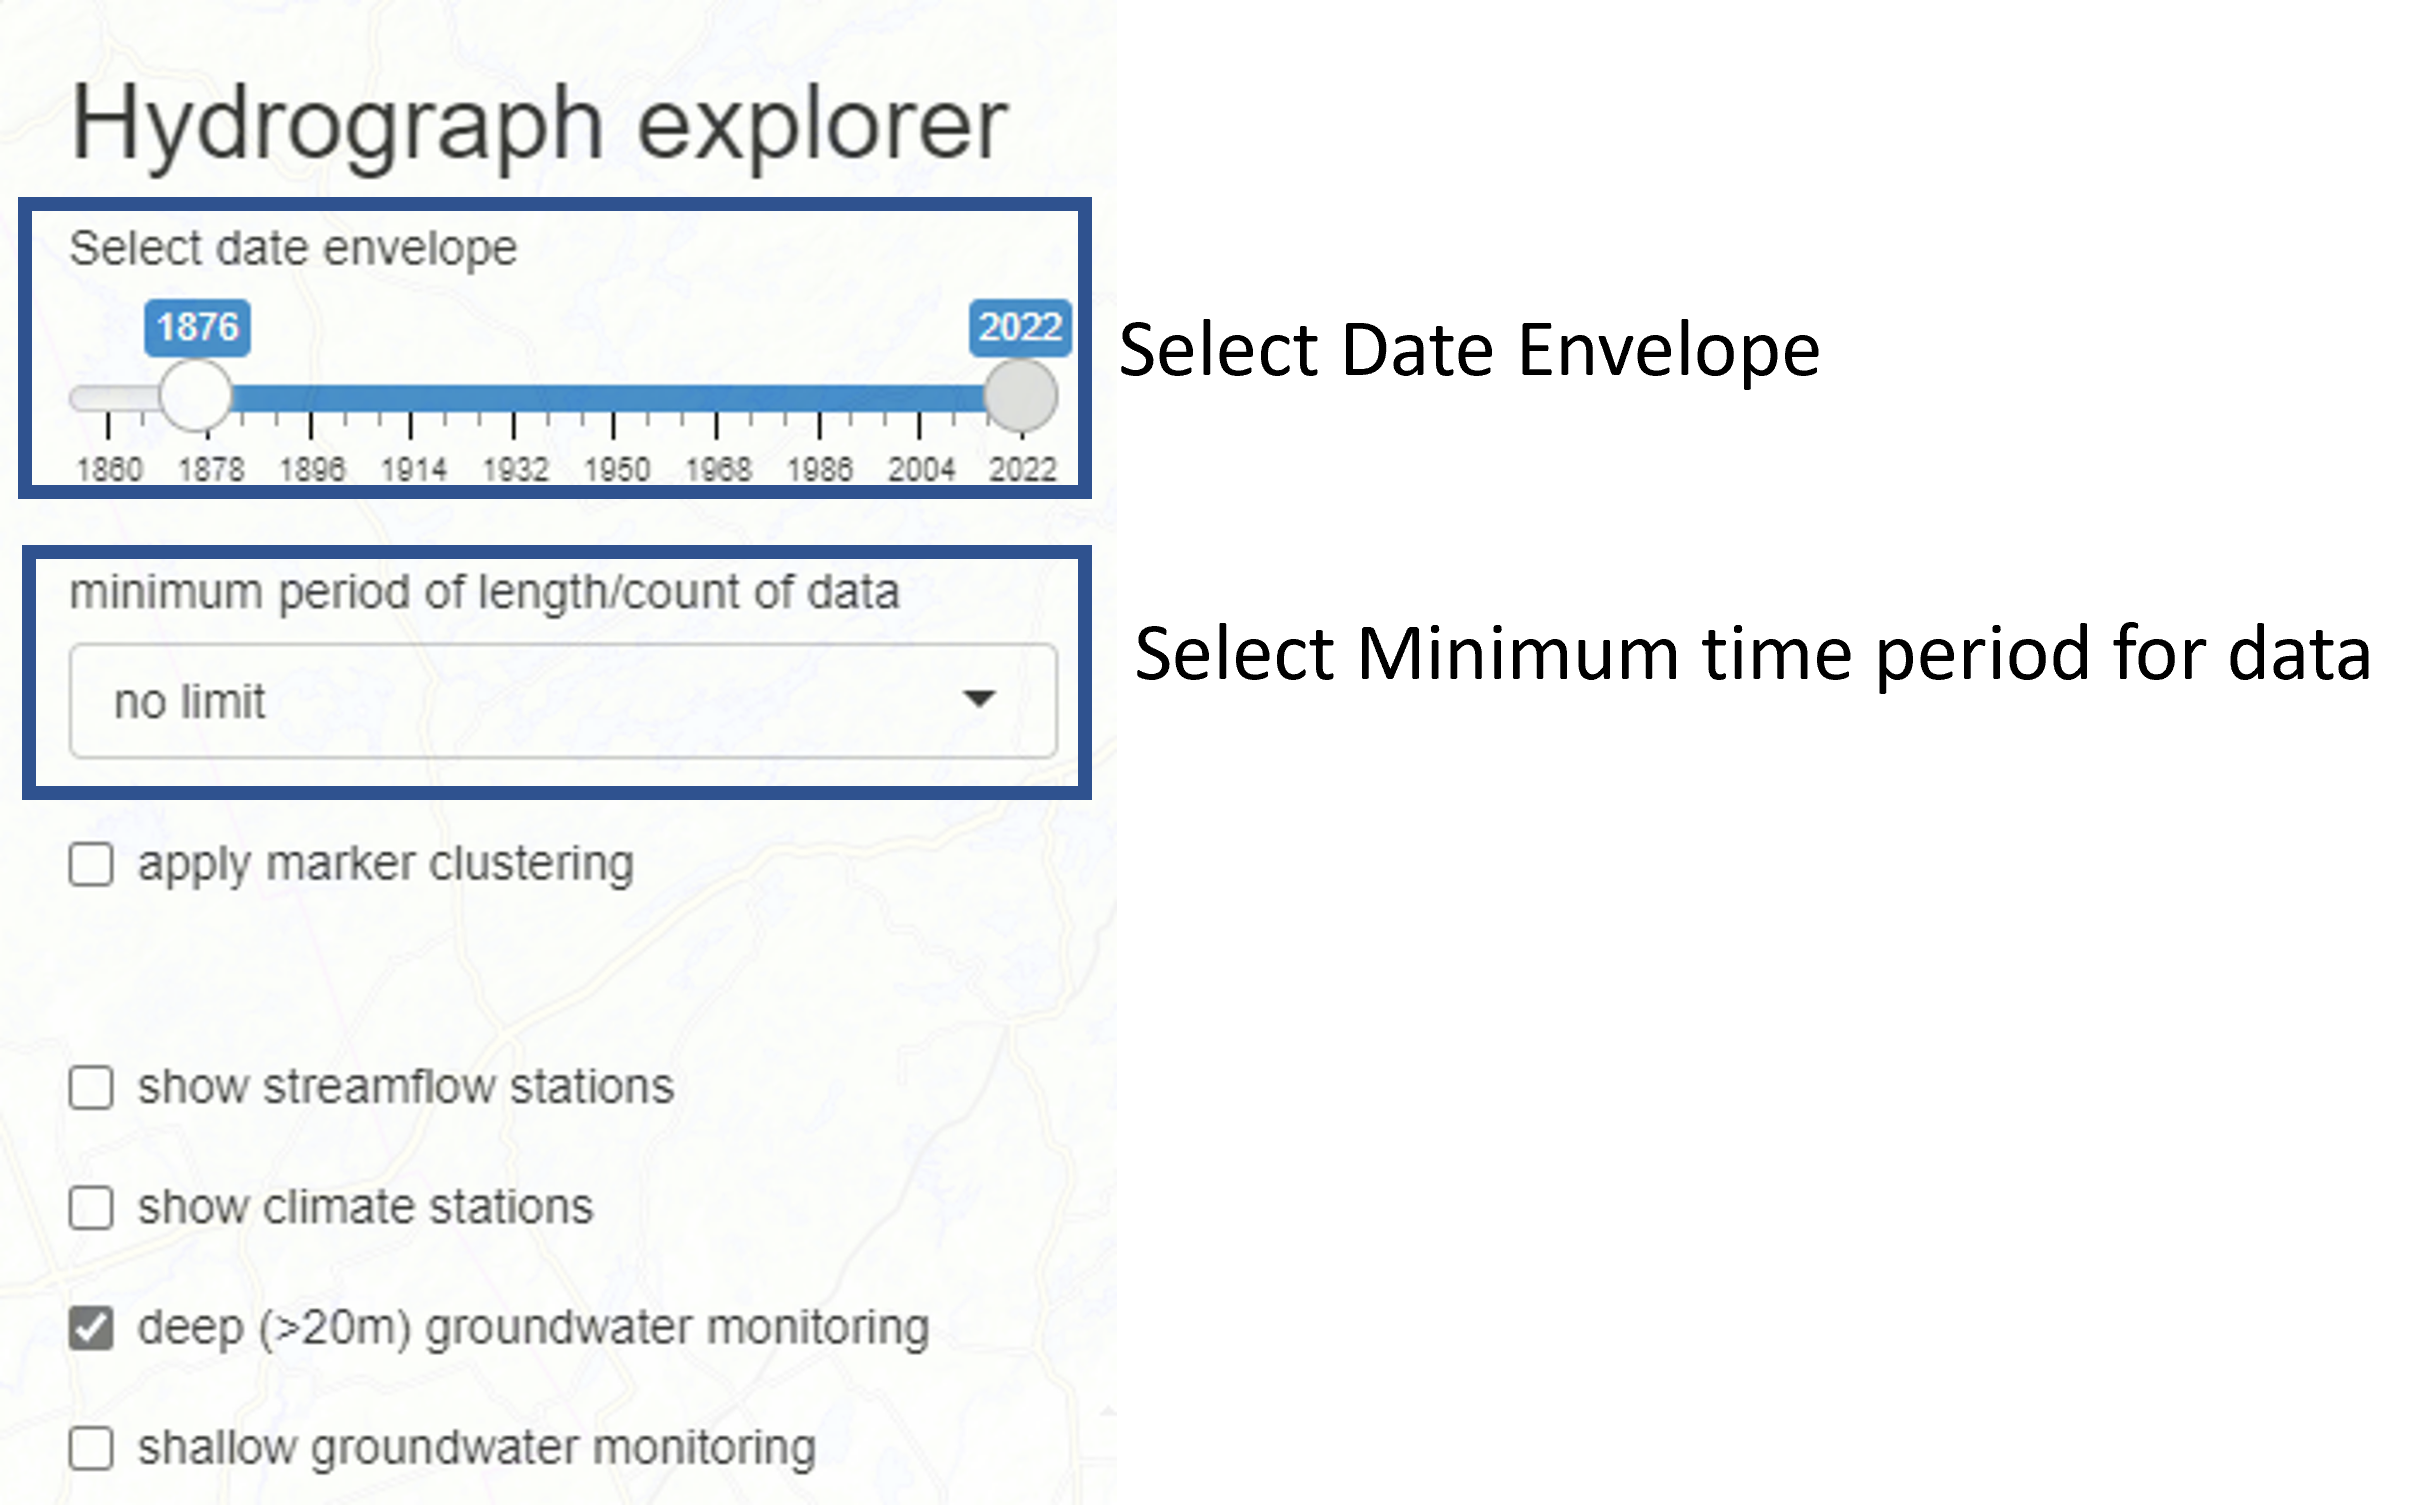 Hydrograph explorer
Select date envelope
1876 2022
Select Date Envelope
1860 1878 1896 1914 1932 1950 1968 1986 2004 2022
minimum period of length/count of data
Select Minimum time period for data
no limit
apply marker clustering
show streamflow stations
show climate stations
deep (>20m) groundwater monitoring
shallow groundwater monitoring